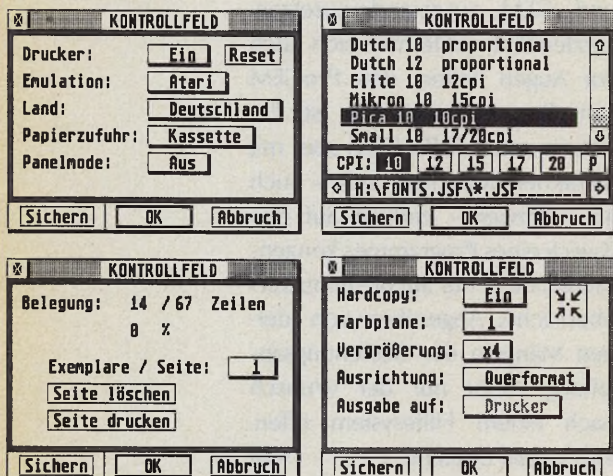 KONTROLLFELD
Drucker: Ein Reset
Emulation: Atari
Land: Deutschland
Papierzufuhr: Kassette
Panelmode: Aus
Sichern OK Abbruch
KONTROLLFELD
Dutch 10 proportional
Dutch 12 proportional
Elite 10 12cpi
Mikron 10 15cpi
Pica 10 10cpi
Small 10 17/20cpi
CPI: 10 12 15 17 20 P
H:\FONTS.JSF\*.JSF______
Sichern OK Abbruch
KONTROLLFELD
Belegung: 14 / 67 Zeilen
0 %
Exemplare / Seite: 1
Seite löschen
Seite drucken
Sichern OK Abbruch
KONTROLLFELD
Hardcopy: Ein
Farbplane: 1
Vergrößerung: x4
Ausrichtung: Querformat
Ausgabe auf: Drucker
Sichern OK Abbruch